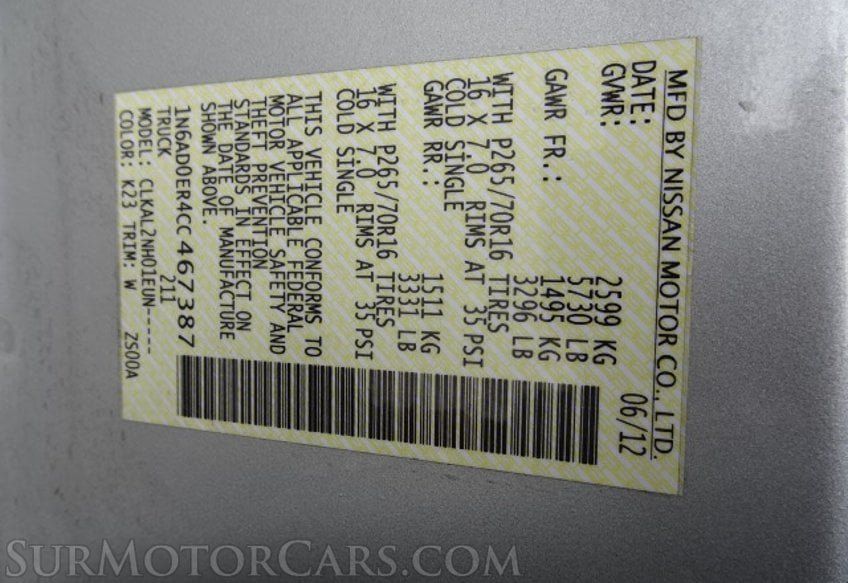 MFD BY NISSAN MOTOR CO., LTD.
DATE: 06/12
GVWR: 2599 KG
5730 LB
GAWR FR.: 1495 KG
3296 LB
WITH P265/70R16 TIRES
16 X 7.0 RIMS AT 35 PSI
COLD SINGLE
GAWR RR.: 1511 KG
3331 LB
WITH P265/70R16 TIRES
16 X 7.0 RIMS AT 35 PSI
COLD SINGLE
THIS VEHICLE CONFORMS TO
ALL APPLICABLE FEDERAL
MOTOR VEHICLE SAFETY AND
THEFT PREVENTION
STANDARDS IN EFFECT ON
THE DATE OF MANUFACTURE
SHOWN ABOVE.
1N6AD0ER4CC467387
TRUCK 211
MODEL: CLKAL2NH01EUN-----
COLOR: K23 TRIM: W Z500A
SURMOTORCARS.COM